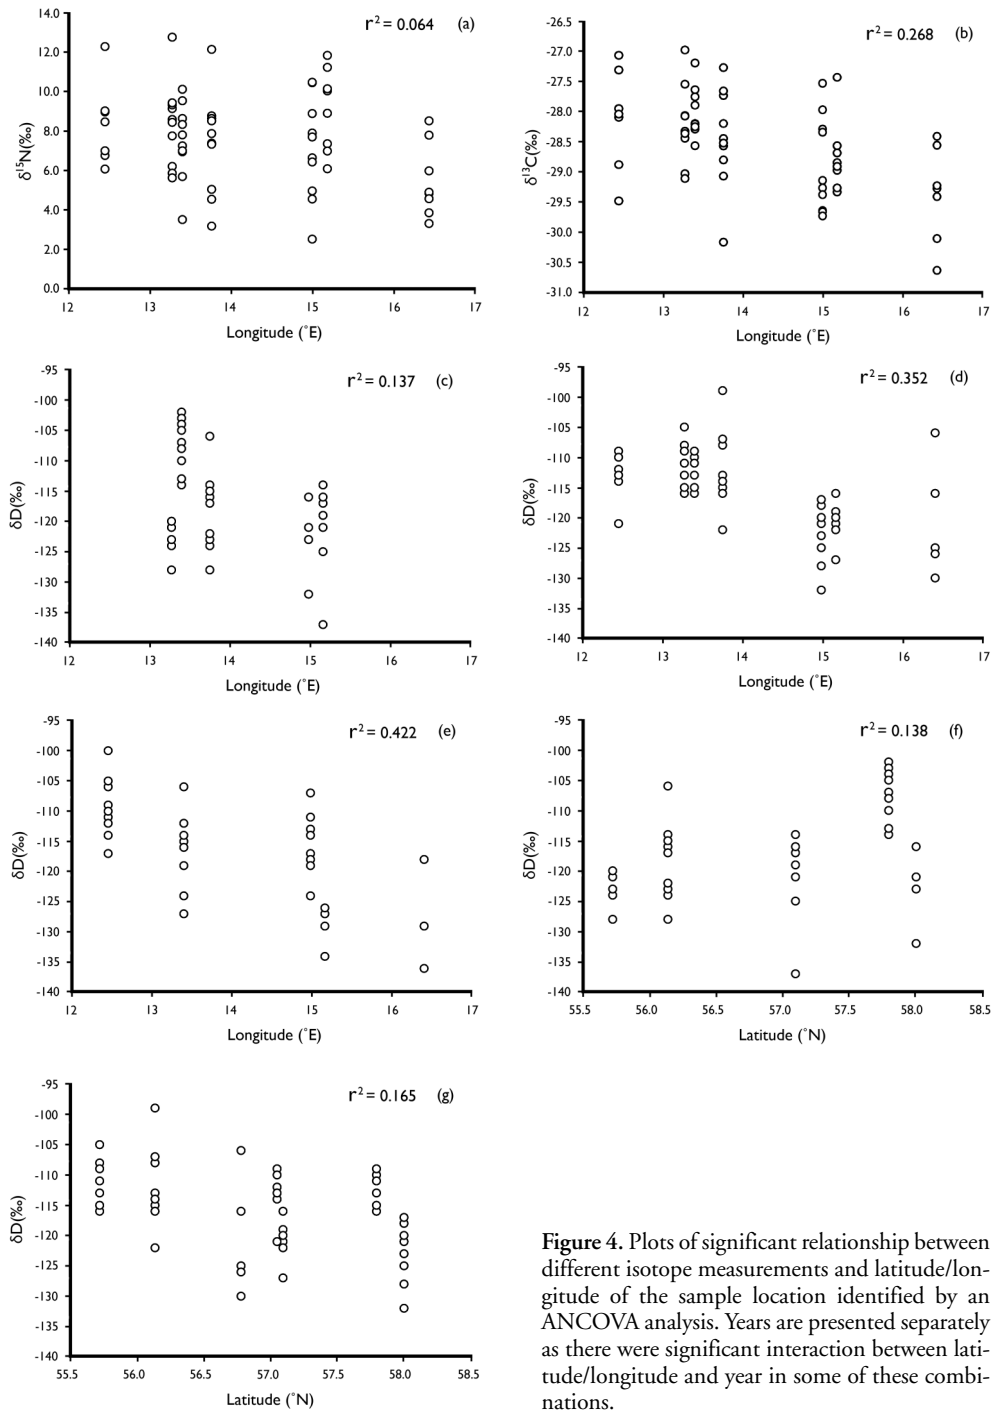 14.0
12.0
10.0
8.0
6.0
4.0
2.0
0.0
δ¹⁵N(‰)
r² = 0.064 (a)
12 13 14 15 16 17
Longitude (˚E)
-26.5
-27.0
-27.5
-28.0
-28.5
-29.0
-29.5
-30.0
-30.5
-31.0
δ¹³C(‰)
r² = 0.268 (b)
12 13 14 15 16 17
Longitude (˚E)
-95
-100
-105
-110
-115
-120
-125
-130
-135
-140
δD(‰)
r² = 0.137 (c)
12 13 14 15 16 17
Longitude (˚E)
-95
-100
-105
-110
-115
-120
-125
-130
-135
-140
δD(‰)
r² = 0.352 (d)
12 13 14 15 16 17
Longitude (˚E)
-95
-100
-105
-110
-115
-120
-125
-130
-135
-140
δD(‰)
r² = 0.422 (e)
12 13 14 15 16 17
Longitude (˚E)
-95
-100
-105
-110
-115
-120
-125
-130
-135
-140
δD(‰)
r² = 0.138 (f)
55.5 56.0 56.5 57.0 57.5 58.0 58.5
Latitude (˚N)
-95
-100
-105
-110
-115
-120
-125
-130
-135
-140
δD(‰)
r² = 0.165 (g)
55.5 56.0 56.5 57.0 57.5 58.0 58.5
Latitude (˚N)
Figure 4. Plots of significant relationship between
different isotope measurements and latitude/lon-
gitude of the sample location identified by an
ANCOVA analysis. Years are presented separately
as there were significant interaction between lati-
tude/longitude and year in some of these combi-
nations.